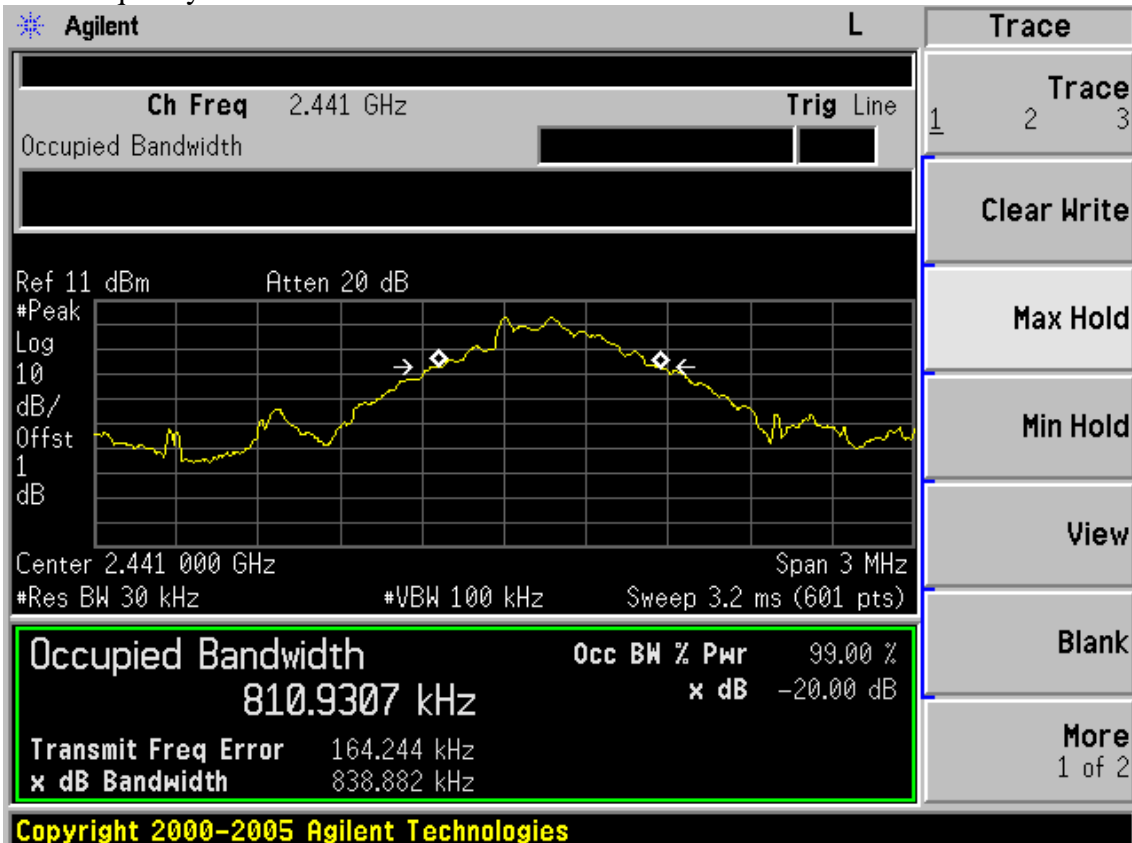 Agilent L Trace
Ch Freq 2.441 GHz Trig Line
Occupied Bandwidth
Trace
1 2 3
Clear Write
Max Hold
Min Hold
View
Blank
More
1 of 2
Ref 11 dBm Atten 20 dB
#Peak
Log
10
dB/
Offst
1
dB
Center 2.441 000 GHz Span 3 MHz
#Res BW 30 kHz #VBW 100 kHz Sweep 3.2 ms (601 pts)
Occupied Bandwidth
810.9307 kHz
Occ BW % Pwr 99.00 %
x dB -20.00 dB
Transmit Freq Error 164.244 kHz
x dB Bandwidth 838.882 kHz
Copyright 2000-2005 Agilent Technologies